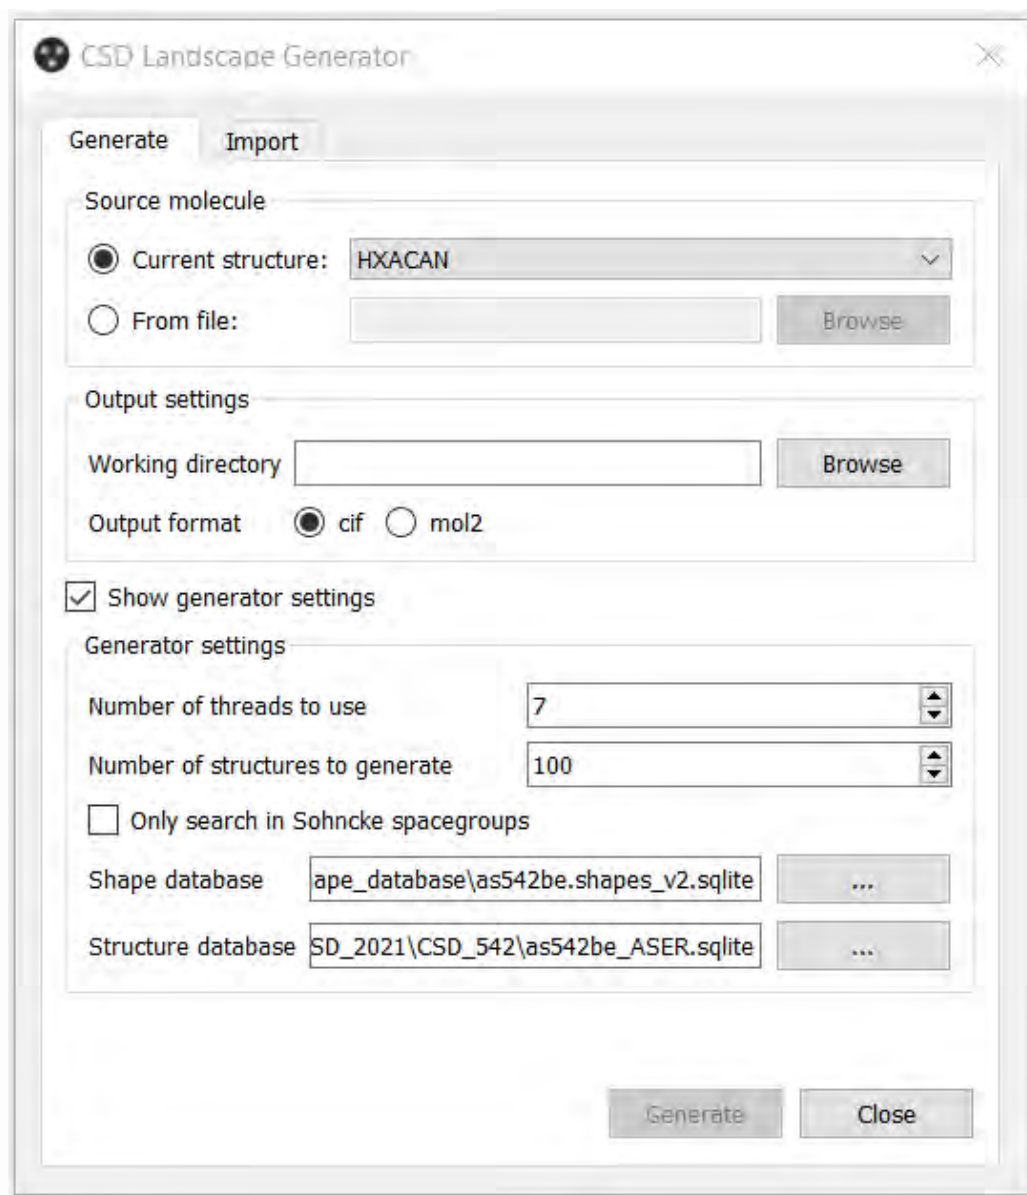 CSD Landscape Generator
Generate Import
Source molecule
Current structure: HXACAN
From file: Browse
Output settings
Working directory Browse
Output format cif mol2
Show generator settings
Generator settings
Number of threads to use 7
Number of structures to generate 100
Only search in Sohncke spacegroups
Shape database ape_database\as542be.shapes_v2.sqlite ...
Structure database SD_2021\CSD_542\as542be_ASER.sqlite ...
Generate Close